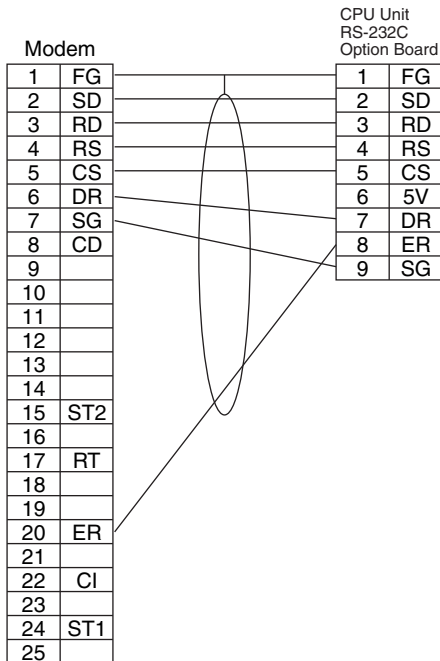 CPU Unit
RS-232C
Option Board
Modem
1 FG
2 SD
3 RD
4 RS
5 CS
6 DR
7 SG
8 CD
9
10
11
12
13
14
15 ST2
16
17 RT
18
19
20 ER
21
22 CI
23
24 ST1
25
1 FG
2 SD
3 RD
4 RS
5 CS
6 5V
7 DR
8 ER
9 SG